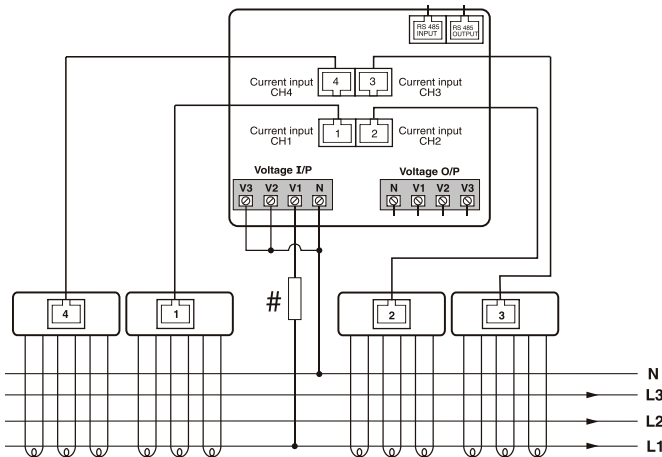 RS 485 INPUT
RS 485 OUTPUT
Current input CH4
4
3
Current input CH3
Current input CH1
1
2
Current input CH2
Voltage I/P
Voltage O/P
V3 V2 V1 N
N V1 V2 V3
#
4
1
2
3
N
L3
L2
L1